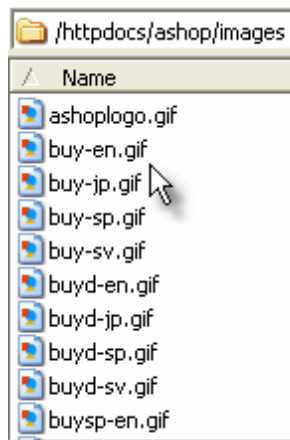 /httpdocs/ashop/images
Name
ashoplogo.gif
buy-en.gif
buy-jp.gif
buy-sp.gif
buy-sv.gif
buyd-en.gif
buyd-jp.gif
buyd-sp.gif
buyd-sv.gif
buysp-en.gif